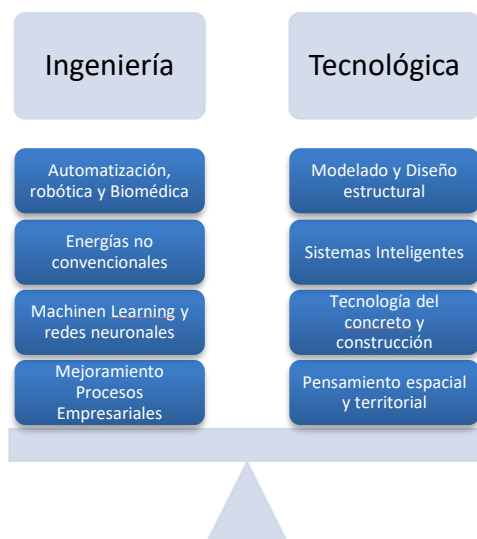 Ingeniería
Automatización,
robótica y Biomédica
Energías no
convencionales
Machinen Learning y
redes neuronales
Mejoramiento
Procesos
Empresariales
Tecnológica
Modelado y Diseño
estructural
Sistemas Inteligentes
Tecnología del
concreto y
construcción
Pensamiento espacial
y territorial